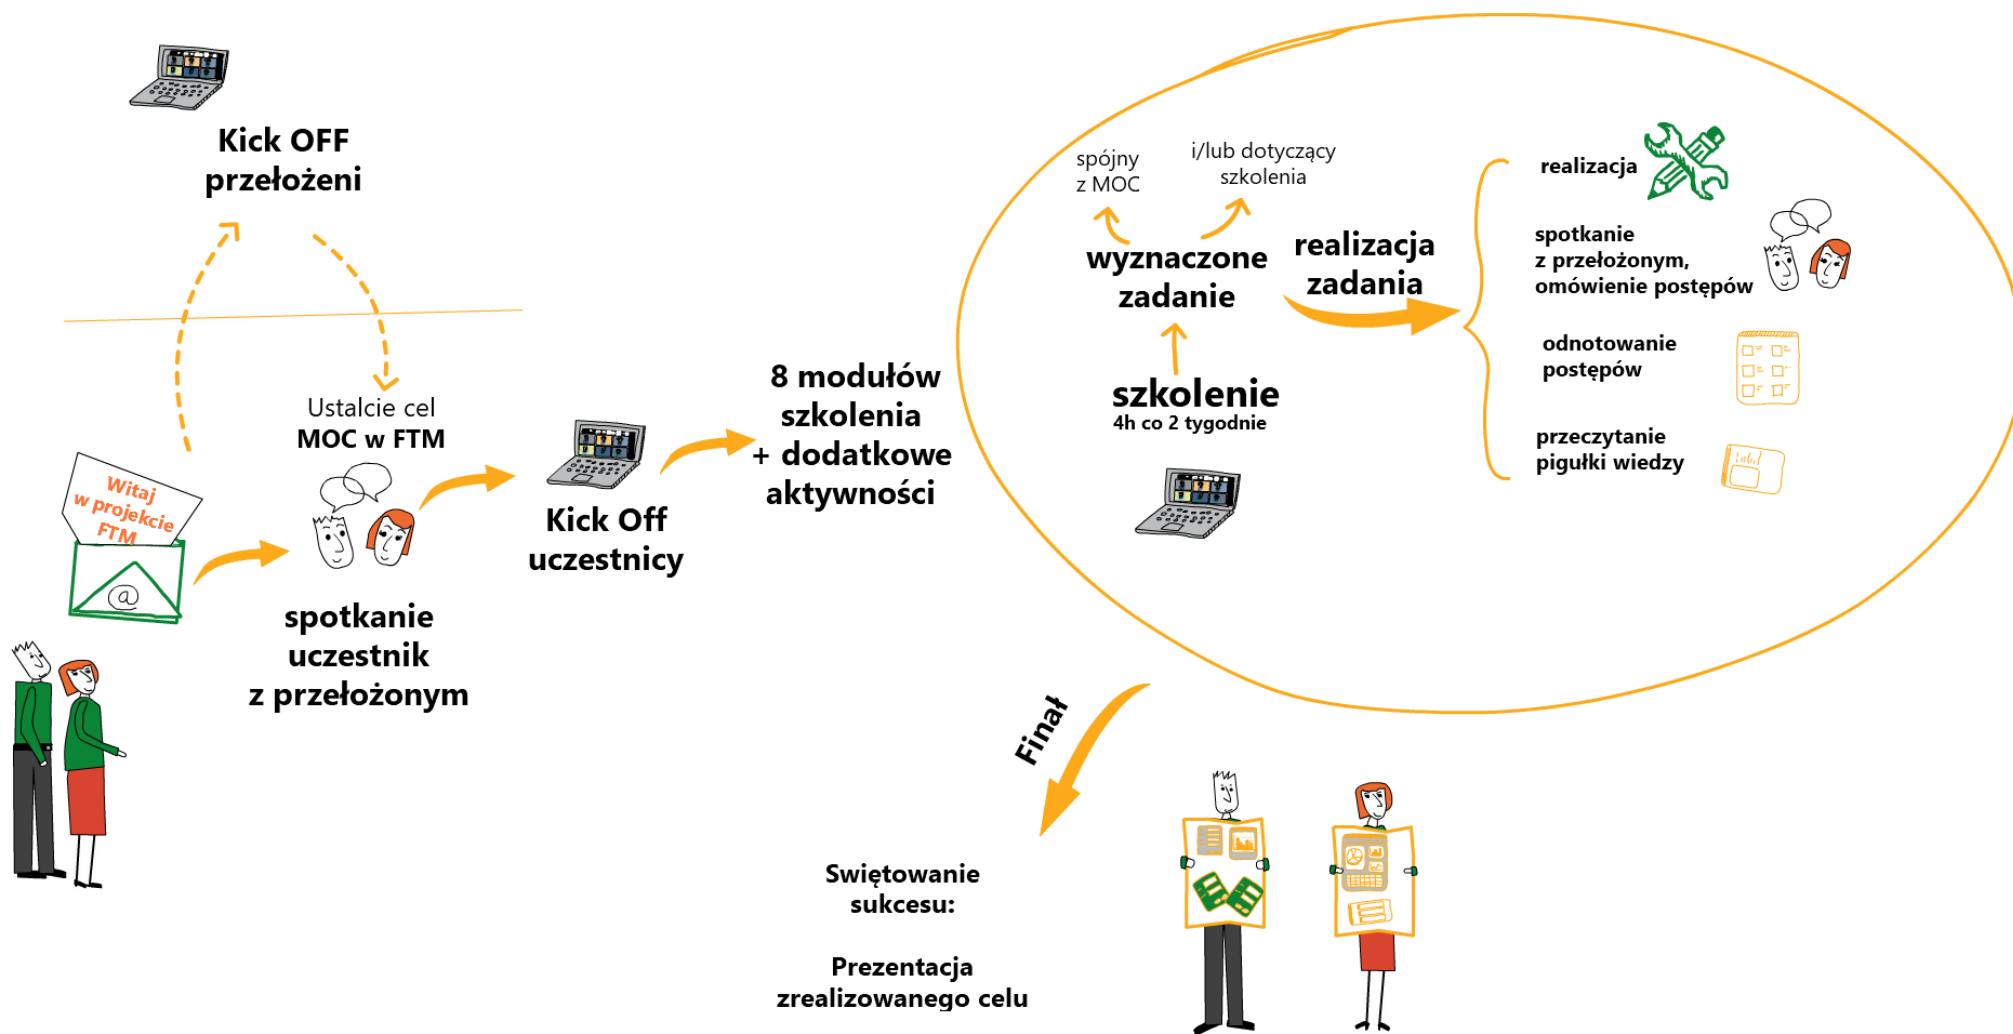 Kick OFF
przełożeni
Ustalcie cel
MOC w FTM
Witaj
w projekcie
FTM
@
spotkanie
uczestnik
z przełożonym
Kick Off
uczestnicy
8 modułów
szkolenia
+ dodatkowe
aktywności
spójny
z MOC
i/lub dotyczący
szkolenia
wyznaczone
zadanie
szkolenie
4h co 2 tygodnie
realizacja
zadania
realizacja
spotkanie
z przełożonym,
omówienie postępów
odnotowanie
postępów
przeczytanie
pigułki wiedzy
Finał
Swiętowanie
sukcesu:
Prezentacja
zrealizowanego celu